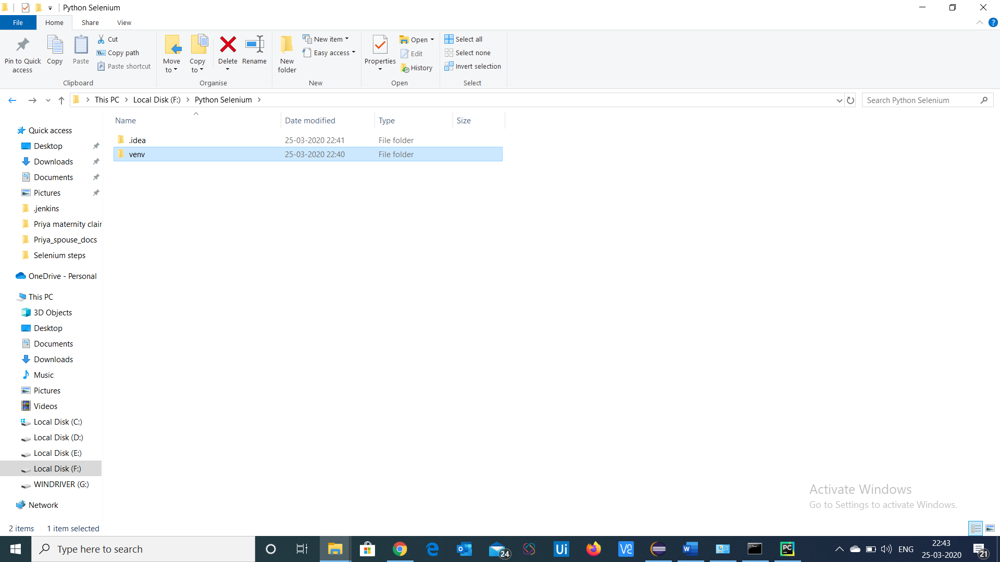 Python Selenium
File Home Share View
Pin to Quick access
Copy
Paste
Cut
Copy path
Paste shortcut
Clipboard
Move to
Copy to
Delete
Rename
Organise
New folder
New item
Easy access
New
Properties
Open
Edit
History
Open
Select all
Select none
Invert selection
Select
This PC Local Disk (F:) Python Selenium
Search Python Selenium
Name Date modified Type Size
.idea 25-03-2020 22:41 File folder
venv 25-03-2020 22:40 File folder
Quick access
Desktop
Downloads
Documents
Pictures
.jenkins
Priya maternity clair
Priya_spouse_docs
Selenium steps
OneDrive - Personal
This PC
3D Objects
Desktop
Documents
Downloads
Music
Pictures
Videos
Local Disk (C:)
Local Disk (D:)
Local Disk (E:)
Local Disk (F:)
WINDRIVER (G:)
Network
Activate Windows
Go to Settings to activate Windows.
2 items 1 item selected
Type here to search
24
Ui
PC
ENG
22:43
25-03-2020
21